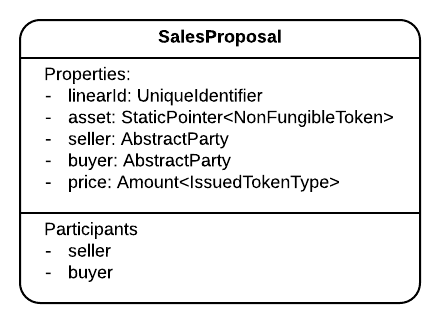 SalesProposal
Properties:
- linearId: UniqueIdentifier
- asset: StaticPointer<NonFungibleToken>
- seller: AbstractParty
- buyer: AbstractParty
- price: Amount<IssuedTokenType>
Participants
- seller
- buyer